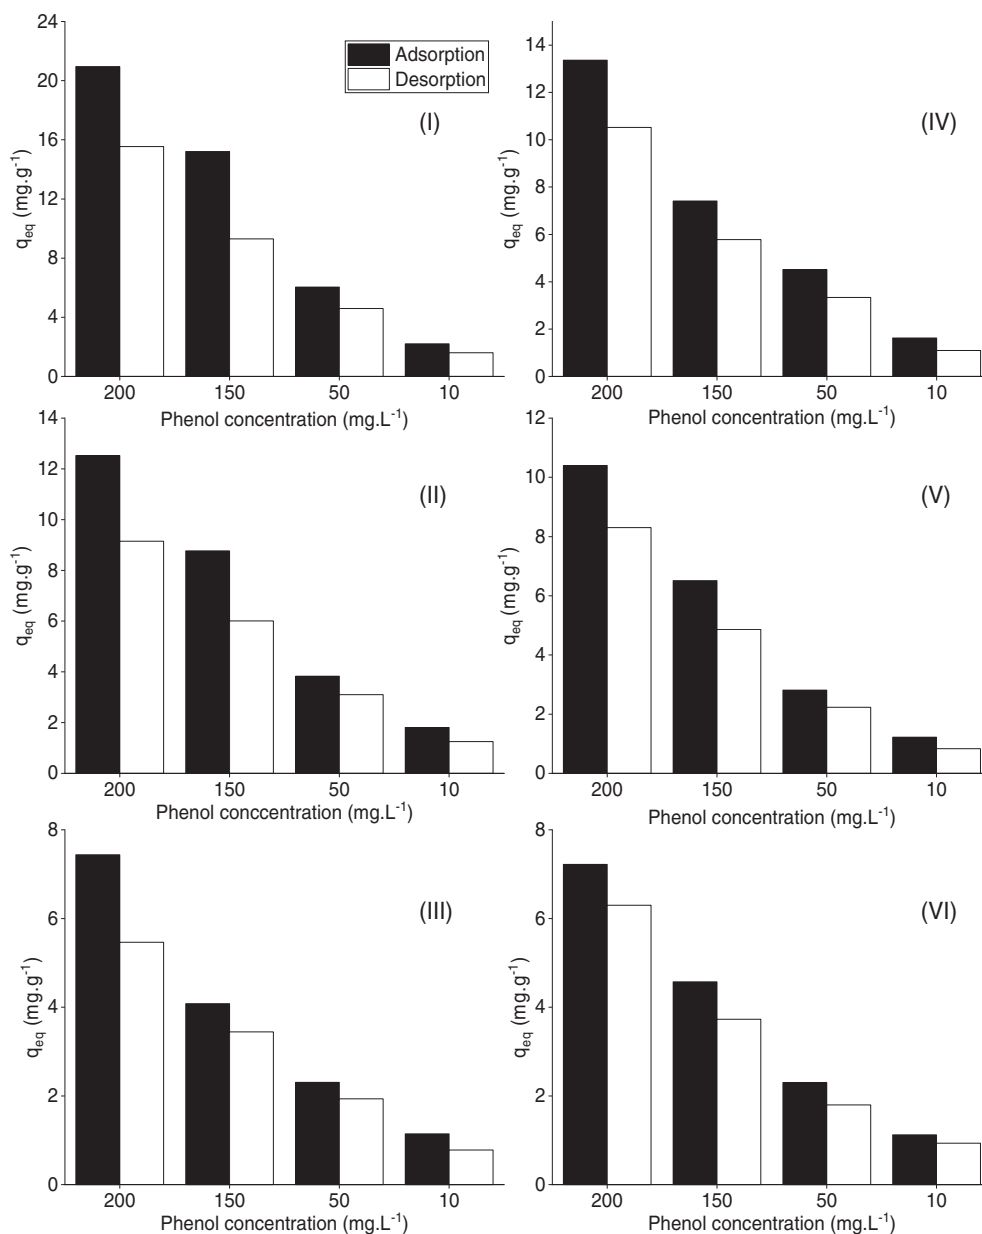 24
20
16
12
8
4
0
q_eq (mg.g⁻¹)
Adsorption
Desorption
(I)
200 150 50 10
Phenol concentration (mg.L⁻¹)
14
12
10
8
6
4
2
0
q_eq (mg.g⁻¹)
(IV)
200 150 50 10
Phenol concentration (mg.L⁻¹)
14
12
10
8
6
4
2
0
q_eq (mg.g⁻¹)
(II)
200 150 50 10
Phenol conccentration (mg.L⁻¹)
12
10
8
6
4
2
0
q_eq (mg.g⁻¹)
(V)
200 150 50 10
Phenol concentration (mg.L⁻¹)
8
6
4
2
0
q_eq (mg.g⁻¹)
(III)
200 150 50 10
Phenol concentration (mg.L⁻¹)
8
6
4
2
0
q_eq (mg.g⁻¹)
(VI)
200 150 50 10
Phenol concentration (mg.L⁻¹)